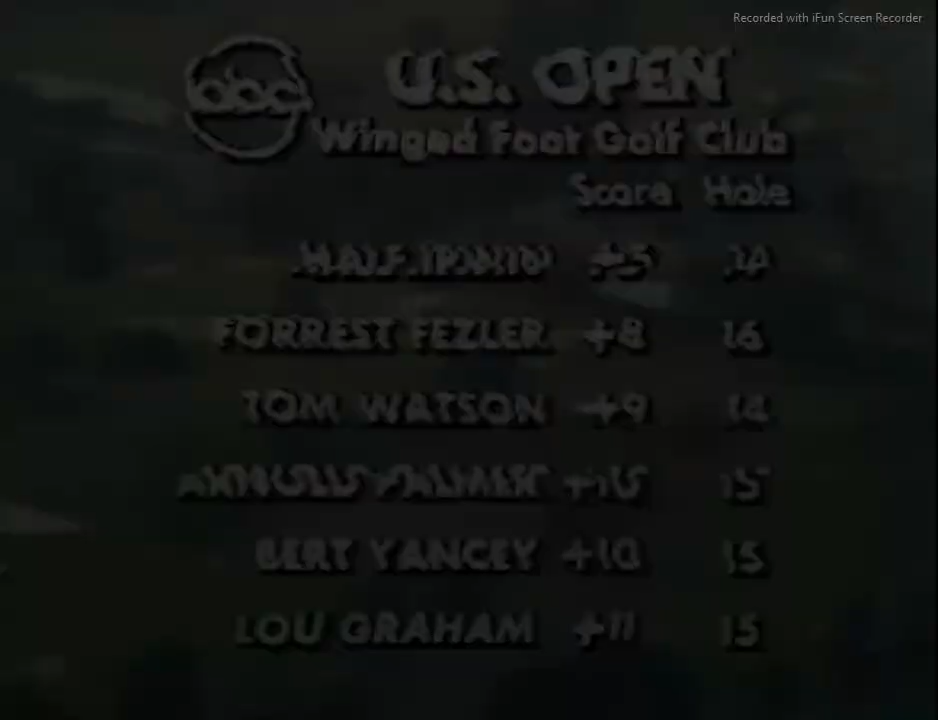 Recorded with iFun Screen Recorder
abc
U.S. OPEN
Winged Foot Golf Club
Score Hole
FORREST FEZLER +8 16
TOM WATSON +9 14
15
BERT YANCEY +10 15
LOU GRAHAM +11 15